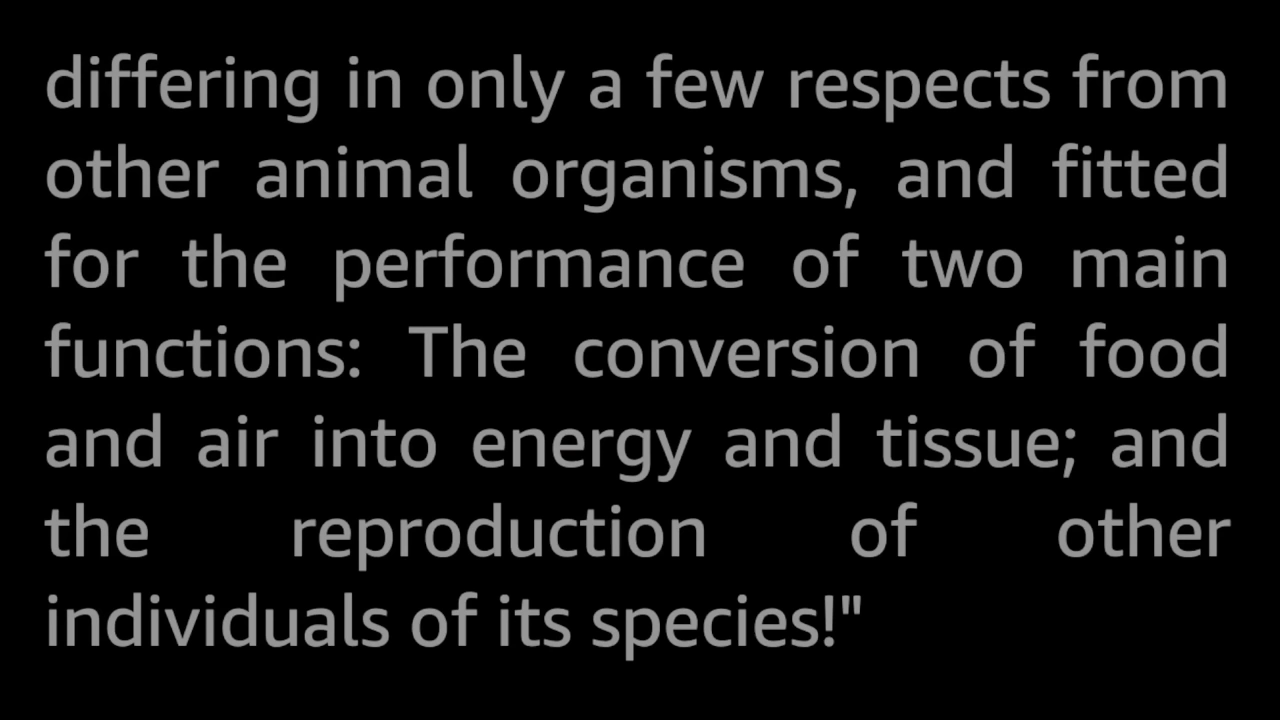 differing in only a few respects from
other animal organisms, and fitted
for the performance of two main
functions: The conversion of food
and air into energy and tissue; and
the reproduction of other
individuals of its species!"